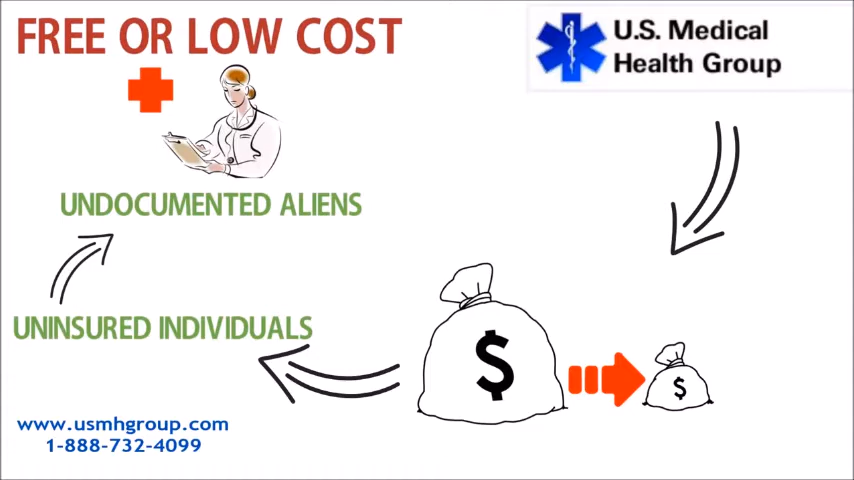 FREE OR LOW COST
U.S. Medical
Health Group
UNDOCUMENTED ALIENS
UNINSURED INDIVIDUALS
$
$
www.usmhgroup.com
1-888-732-4099